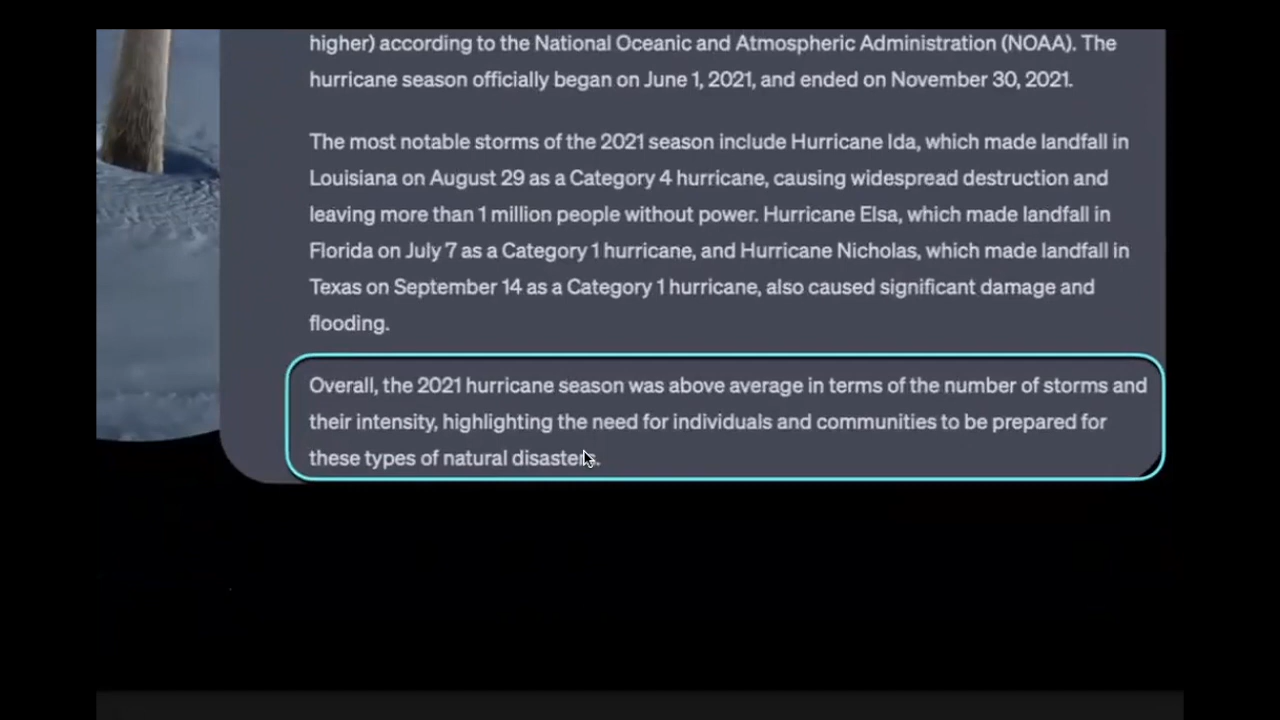 higher) according to the National Oceanic and Atmospheric Administration (NOAA). The
hurricane season officially began on June 1, 2021, and ended on November 30, 2021.
The most notable storms of the 2021 season include Hurricane Ida, which made landfall in
Louisiana on August 29 as a Category 4 hurricane, causing widespread destruction and
leaving more than 1 million people without power. Hurricane Elsa, which made landfall in
Florida on July 7 as a Category 1 hurricane, and Hurricane Nicholas, which made landfall in
Texas on September 14 as a Category 1 hurricane, also caused significant damage and
flooding.
Overall, the 2021 hurricane season was above average in terms of the number of storms and
their intensity, highlighting the need for individuals and communities to be prepared for
these types of natural disasters.